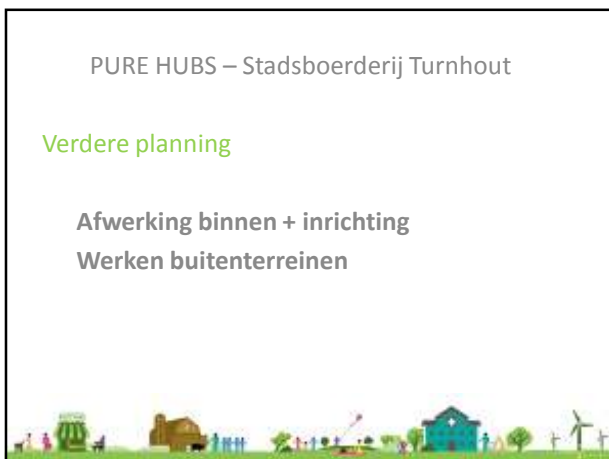 PURE HUBS – Stadsboerderij Turnhout
Verdere planning
Afwerking binnen + inrichting
Werken buitenterreinen